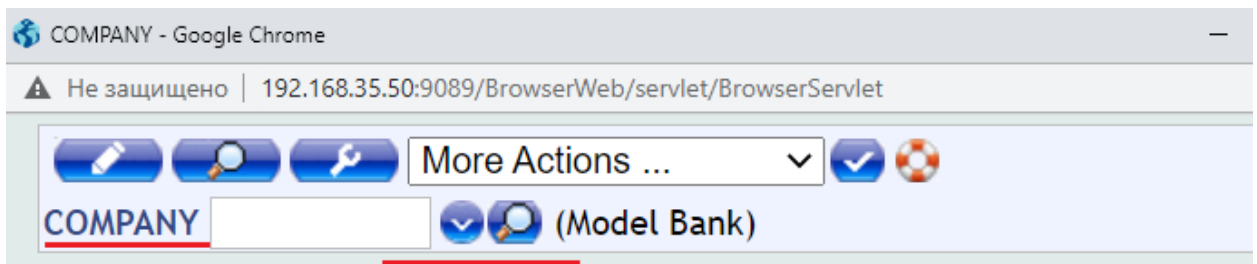 COMPANY - Google Chrome
Не защищено | 192.168.35.50:9089/BrowserWeb/servlet/BrowserServlet
More Actions ...
COMPANY (Model Bank)